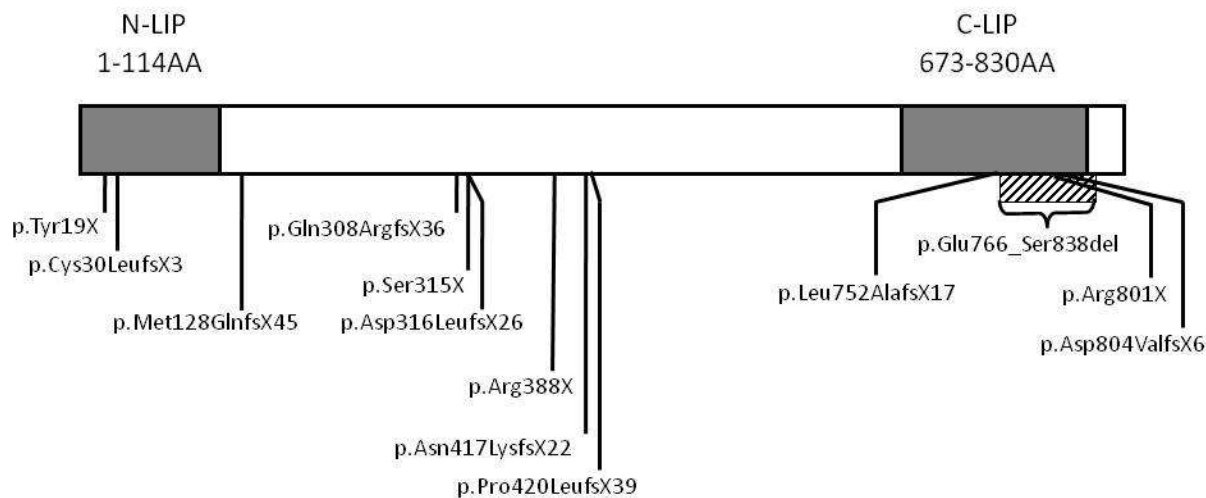 N-LIP
1-114AA
C-LIP
673-830AA
p.Tyr19X
p.Cys30LeufsX3
p.Met128GlnfsX45
p.Gln308ArgfsX36
p.Ser315X
p.Asp316LeufsX26
p.Arg388X
p.Asn417LysfsX22
p.Pro420LeufsX39
p.Leu752AlafsX17
p.Glu766_Ser838del
p.Arg801X
p.Asp804ValfsX6